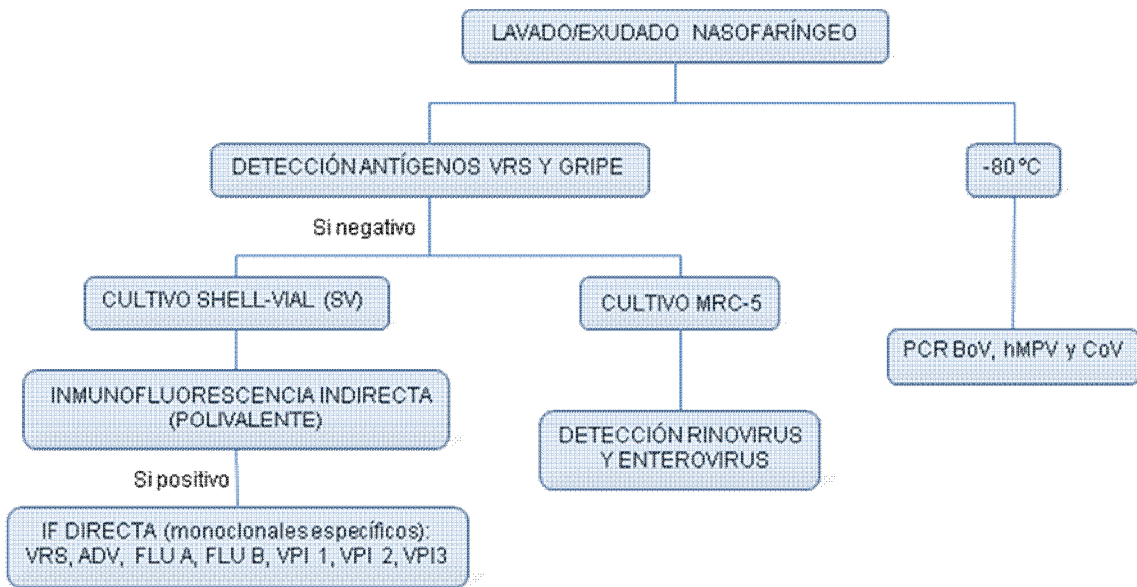 LAVADO/EXUDADO NASOFARÍNGEO
DETECCIÓN ANTÍGENOS VRS Y GRIPE
-80 °C
Si negativo
CULTIVO SHELL-VIAL (SV)
CULTIVO MRC-5
PCR BoV, hMPV y CoV
INMUNOFLUORESCENCIA INDIRECTA
(POLIVALENTE)
DETECCIÓN RINOVIRUS
Y ENTEROVIRUS
Si positivo
IF DIRECTA (monoclonales específicos):
VRS, ADV, FLU A, FLU B, VPI 1, VPI 2, VPI3